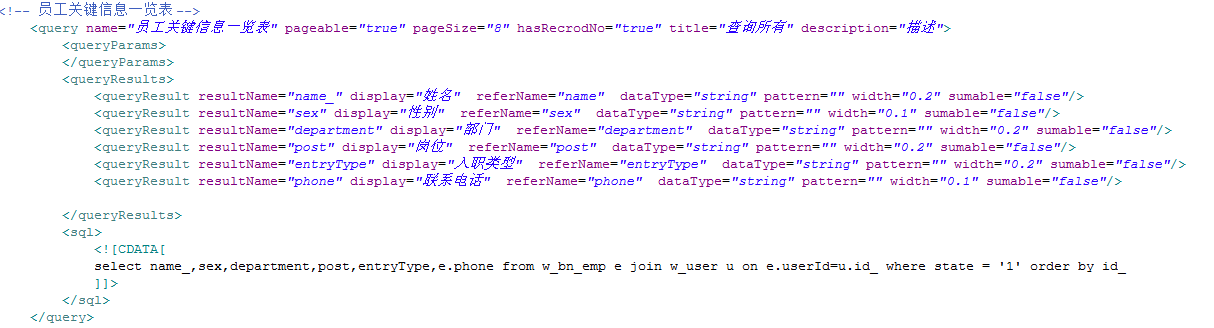 <!-- 员工关键信息一览表-->
<query name="员工关键信息一览表" pageable="true" pageSize="8" hasRecrodNo="true" title="查询所有" description="描述">
<queryParams>
</queryParams>
<queryResults>
<queryResult resultName="name_" display="姓名"  referName="name"  dataType="string" pattern="" width="0.2" sumable="false"/>
<queryResult resultName="sex" display="性别"  referName="sex"  dataType="string" pattern="" width="0.1" sumable="false"/>
<queryResult resultName="department" display="部门"  referName="department"  dataType="string" pattern="" width="0.2" sumable="false"/>
<queryResult resultName="post" display="岗位"  referName="post"  dataType="string" pattern="" width="0.2" sumable="false"/>
<queryResult resultName="entryType" display="入职类型"  referName="entryType"  dataType="string" pattern="" width="0.2" sumable="false"/>
<queryResult resultName="phone" display="联系电话"  referName="phone"  dataType="string" pattern="" width="0.1" sumable="false"/>
</queryResults>
<sql>
<![CDATA[
select name_,sex,department,post,entryType,e.phone from w_bn_emp e join w_user u on e.userId=u.id_ where state = '1' order by id_
]]>
</sql>
</query>